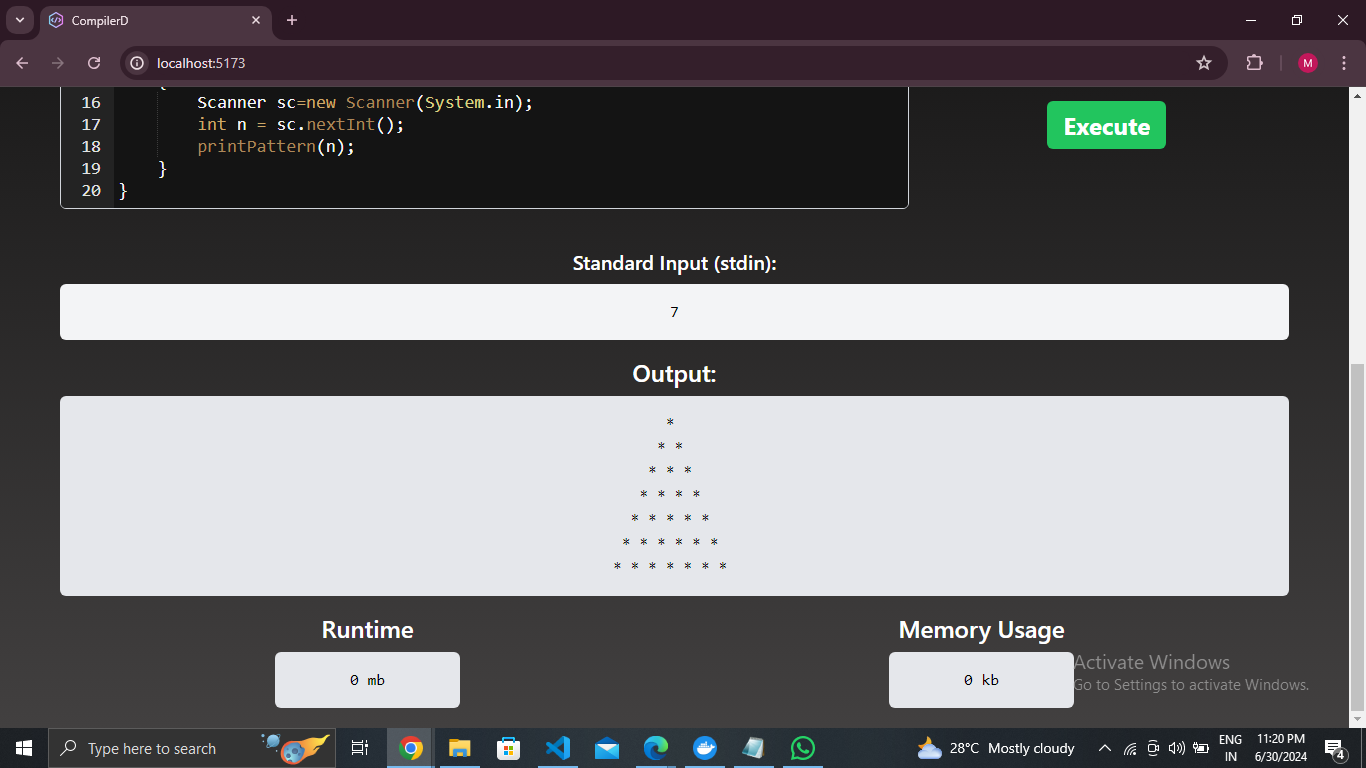 CompilerD
localhost:5173
M
{
16 Scanner sc=new Scanner(System.in);
17 int n = sc.nextInt();
18 printPattern(n);
19 }
20 }
Execute
Standard Input (stdin):
7
Output:
*
* *
* * *
* * * *
* * * * *
* * * * * *
* * * * * * *
Runtime
Memory Usage
0 mb
0 kb
Activate Windows
Go to Settings to activate Windows.
Type here to search
28°C Mostly cloudy
ENG
IN
11:20 PM
6/30/2024
4